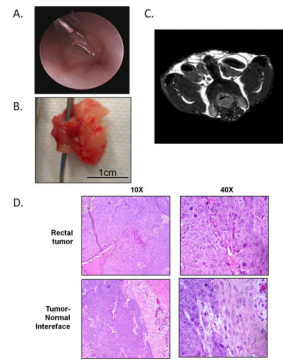 A.
C.
B.
1cm
D.
10X
40X
Rectal
tumor
Tumor-
Normal
Intereface